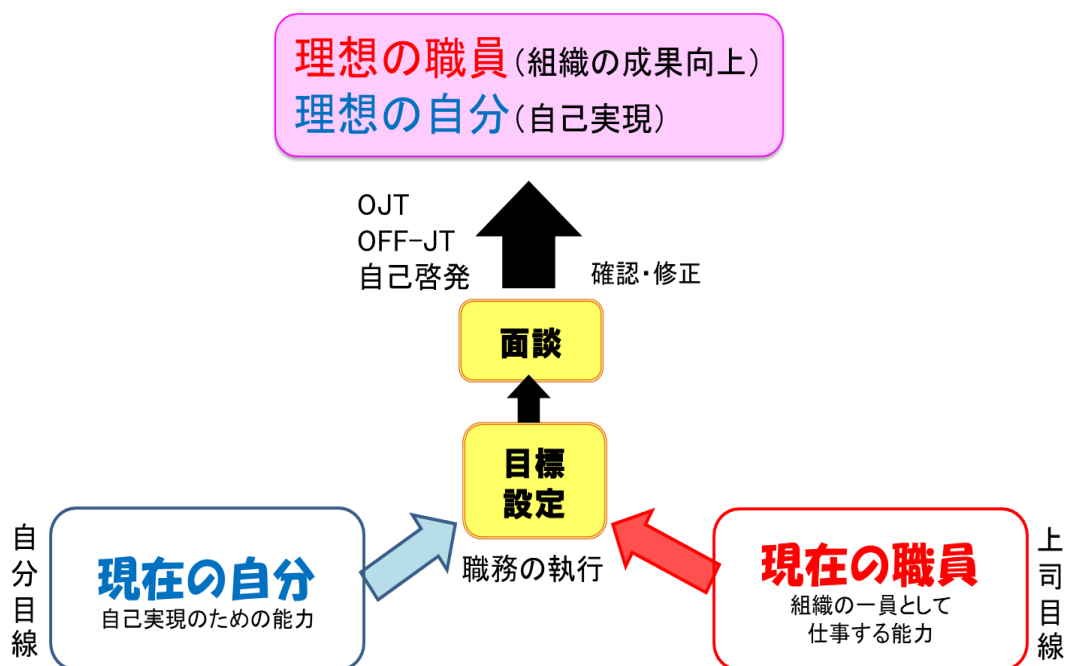 理想の職員(組織の成果向上)
理想の自分(自己実現)
OJT
OFF-JT
自己啓発
確認・修正
面談
目標
設定
職務の執行
自分目線
現在の自分
自己実現のための能力
現在の職員
組織の一員として
仕事する能力
上司目線